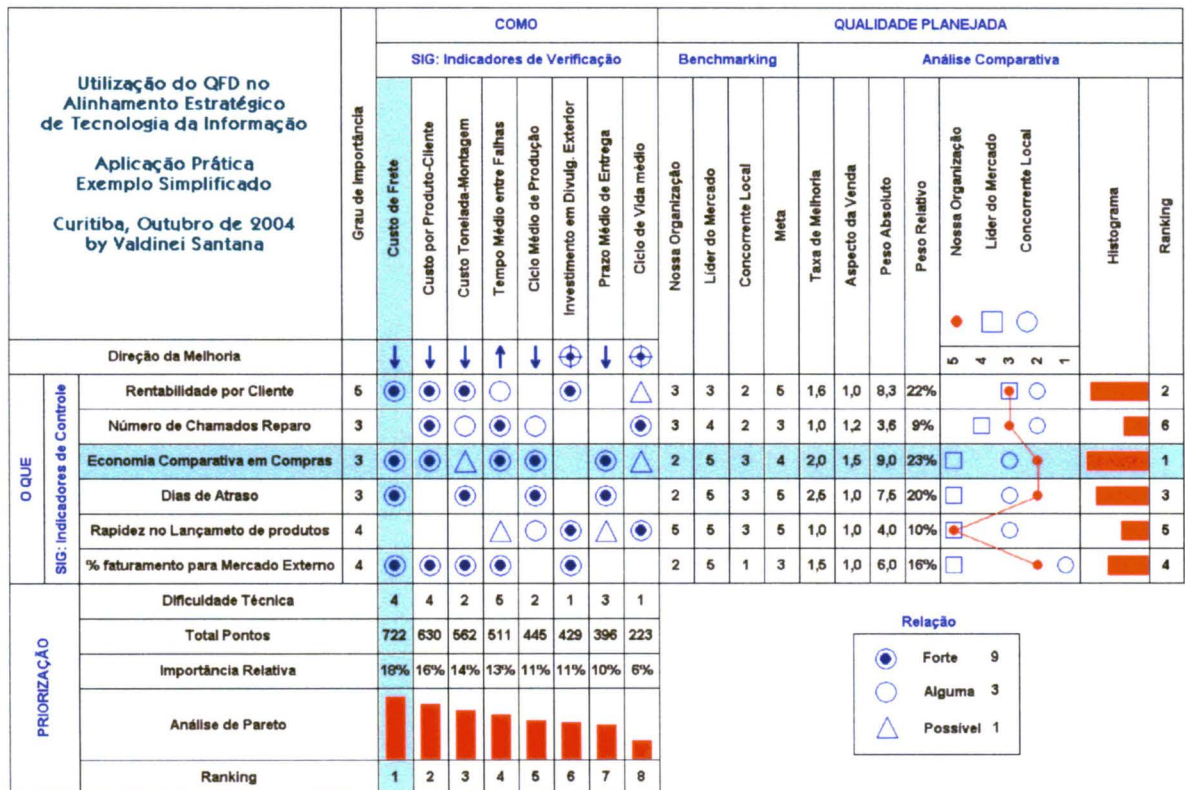 Utilização do QFD no
Alinhamento Estratégico
de Tecnologia da Informação
Aplicação Prática
Exemplo Simplificado
Curitiba, Outubro de 2004
by Valdinei Santana
Grau de Importância
COMO
QUALIDADE PLANEJADA
SIG: Indicadores de Verificação
Benchmarking
Análise Comparativa
Custo de Frete
Custo por Produto-Cliente
Custo Tonelada-Montagem
Tempo Médio entre Falhas
Ciclo Médio de Produção
Investimento em Divulg. Exterior
Prazo Médio de Entrega
Ciclo de Vida médio
Nossa Organização
Líder do Mercado
Concorrente Local
Meta
Taxa de Melhoria
Aspecto da Venda
Peso Absoluto
Peso Relativo
Nossa Organização
Líder do Mercado
Concorrente Local
Histograma
Ranking
Direção da Melhoria
5 4 3 2 1
O QUE
SIG: Indicadores de Controle
Rentabilidade por Cliente 5 3 3 2 5 1,6 1,0 8,3 22% 2
Número de Chamados Reparo 3 3 4 2 3 1,0 1,2 3,6 9% 6
Economia Comparativa em Compras 3 2 5 3 4 2,0 1,5 9,0 23% 1
Dias de Atraso 3 2 5 3 5 2,5 1,0 7,5 20% 3
Rapidez no Lançameto de produtos 4 5 5 3 5 1,0 1,0 4,0 10% 5
% faturamento para Mercado Externo 4 2 5 1 3 1,5 1,0 6,0 16% 4
PRIORIZAÇÃO
Dificuldade Técnica 4 4 2 5 2 1 3 1
Total Pontos 722 630 562 511 445 429 396 223
Importância Relativa 18% 16% 14% 13% 11% 11% 10% 6%
Análise de Pareto
Ranking 1 2 3 4 5 6 7 8
Relação
Forte 9
Alguma 3
Possível 1